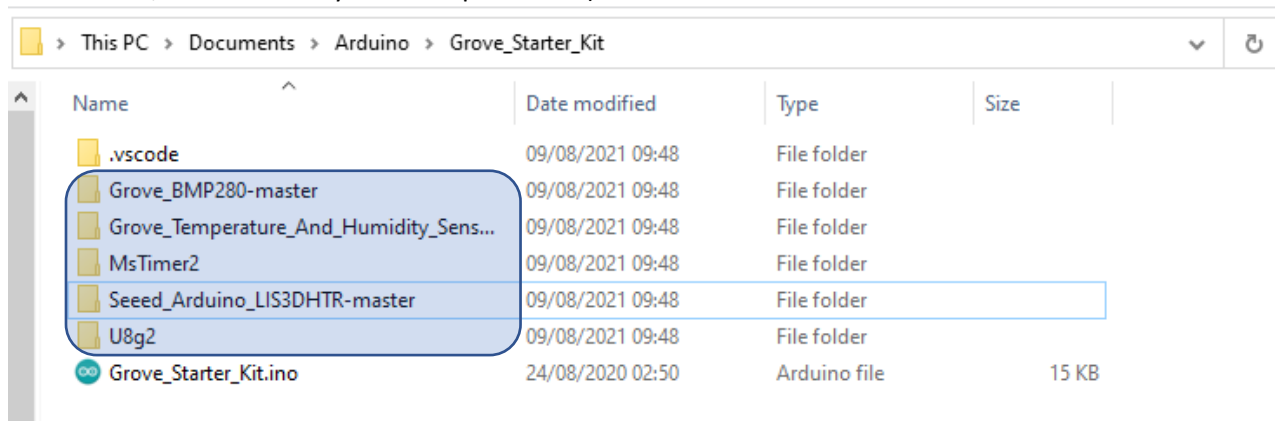 This PC > Documents > Arduino > Grove_Starter_Kit
Name Date modified Type Size
.vscode 09/08/2021 09:48 File folder
Grove_BMP280-master 09/08/2021 09:48 File folder
Grove_Temperature_And_Humidity_Sens... 09/08/2021 09:48 File folder
MsTimer2 09/08/2021 09:48 File folder
Seeed_Arduino_LIS3DHTR-master 09/08/2021 09:48 File folder
U8g2 09/08/2021 09:48 File folder
Grove_Starter_Kit.ino 24/08/2020 02:50 Arduino file 15 KB